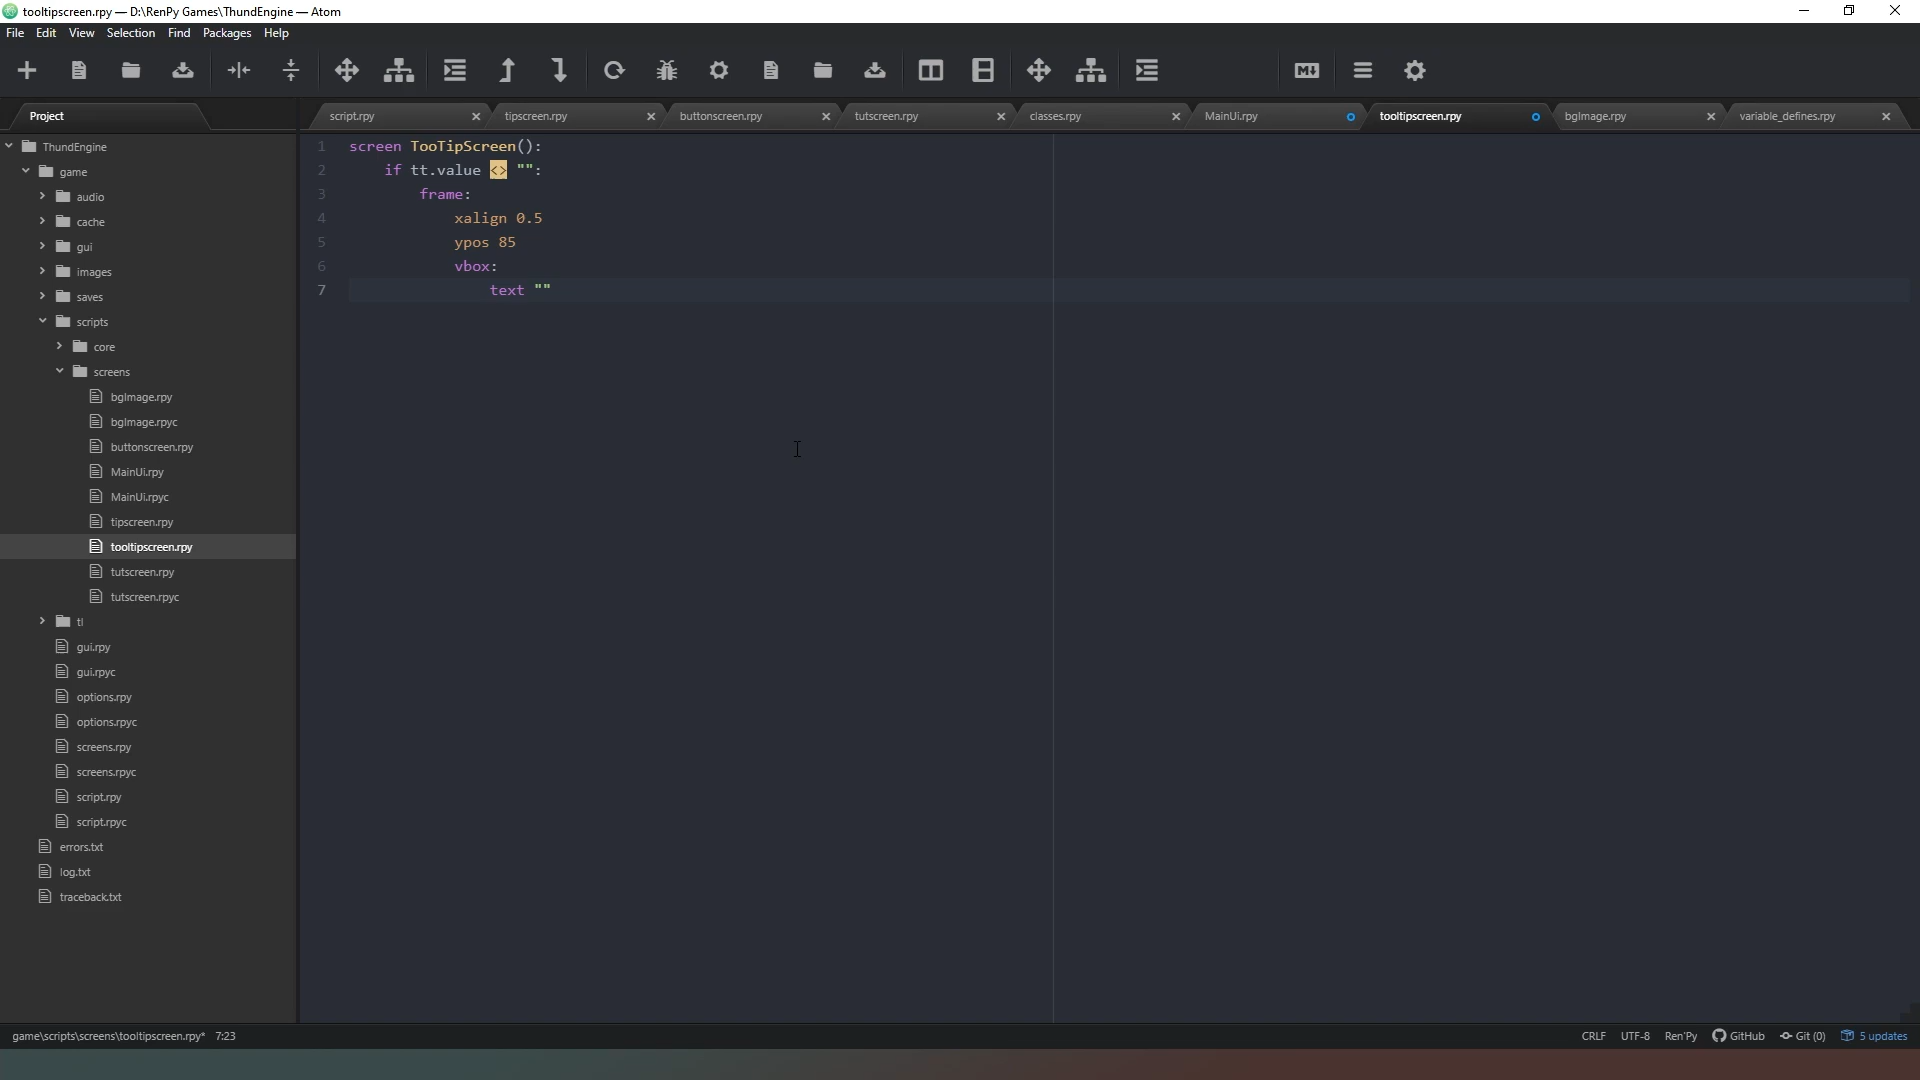 tooltipscreen.rpy — D:\RenPy Games\ThundEngine — Atom
File Edit View Selection Find Packages Help
M↓
Project
script.rpy
tipscreen.rpy
buttonscreen.rpy
tutscreen.rpy
classes.rpy
MainUi.rpy
tooltipscreen.rpy
bgImage.rpy
variable_defines.rpy
ThundEngine
game
audio
cache
gui
images
saves
scripts
core
screens
bgImage.rpy
bgImage.rpyc
buttonscreen.rpy
MainUi.rpy
MainUi.rpyc
tipscreen.rpy
tooltipscreen.rpy
tutscreen.rpy
tutscreen.rpyc
tl
gui.rpy
gui.rpyc
options.rpy
options.rpyc
screens.rpy
screens.rpyc
script.rpy
script.rpyc
errors.txt
log.txt
traceback.txt
1 screen TooTipScreen():
2 if tt.value <> "":
3 frame:
4 xalign 0.5
5 ypos 85
6 vbox:
7 text ""
game\scripts\screens\tooltipscreen.rpy* 7:23
CRLF UTF-8 Ren'Py GitHub Git (0) 5 updates